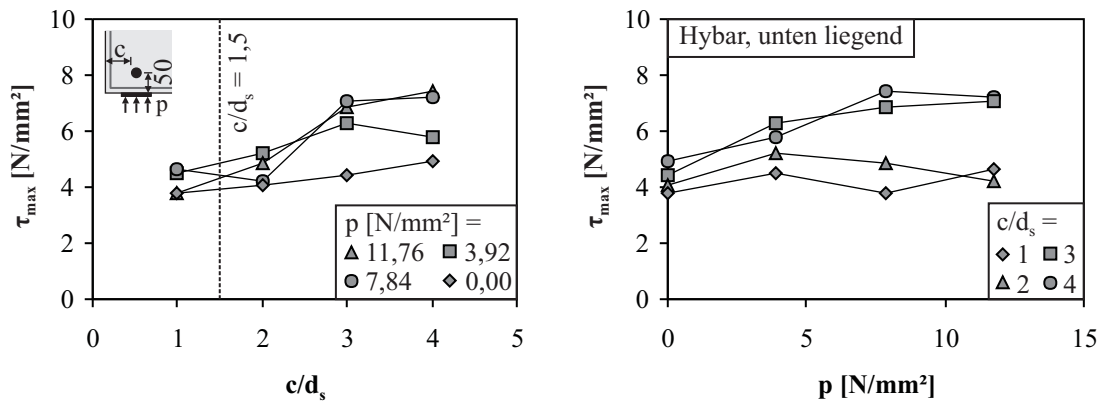 10
8
6
4
2
0
τmax [N/mm²]
c
50
p
c/ds = 1,5
p [N/mm²] =
11,76
3,92
7,84
0,00
0 1 2 3 4 5
c/ds
10
8
6
4
2
0
τmax [N/mm²]
Hybar, unten liegend
c/ds =
1 3
2 4
0 5 10 15
p [N/mm²]